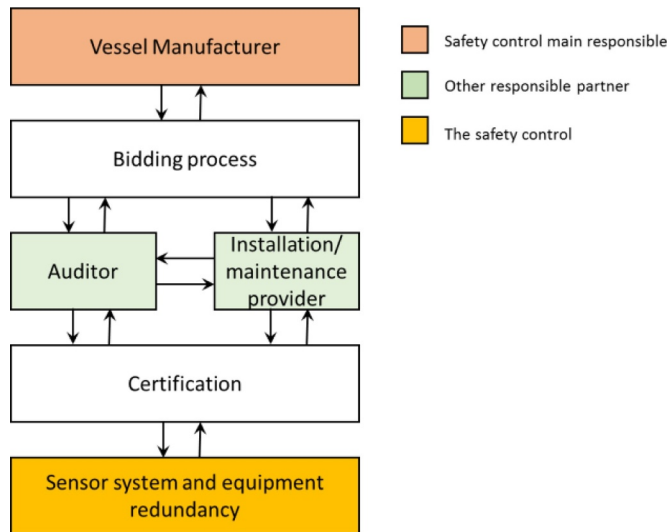 Vessel Manufacturer
Safety control main responsible
Other responsible partner
The safety control
Bidding process
Auditor
Installation/
maintenance
provider
Certification
Sensor system and equipment
redundancy